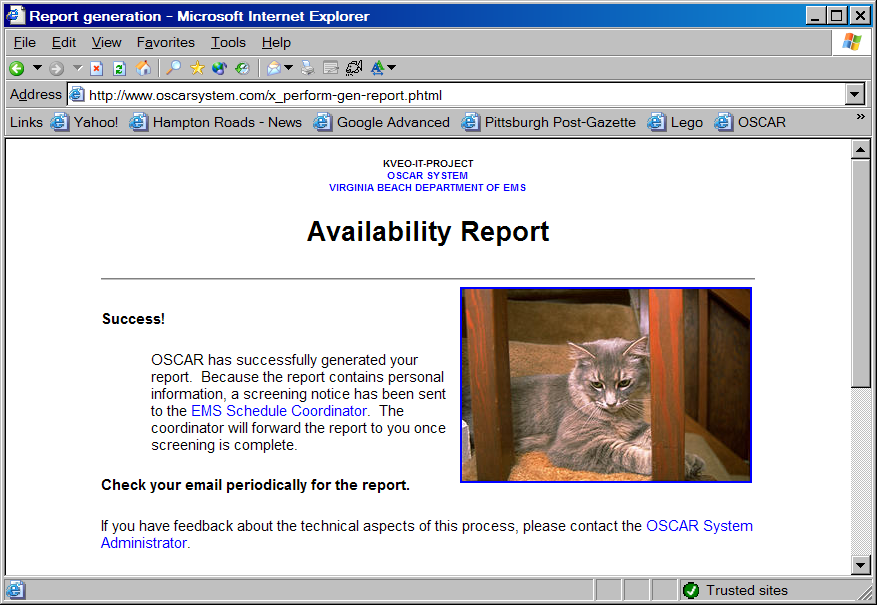 Report generation - Microsoft Internet Explorer
File Edit View Favorites Tools Help
Address http://www.oscarsystem.com/x_perform-gen-report.phtml
Links Yahoo! Hampton Roads - News Google Advanced Pittsburgh Post-Gazette Lego OSCAR »
KVEO-IT-PROJECT
OSCAR SYSTEM
VIRGINIA BEACH DEPARTMENT OF EMS
Availability Report
Success!
OSCAR has successfully generated your
report.  Because the report contains personal
information, a screening notice has been sent
to the EMS Schedule Coordinator.  The
coordinator will forward the report to you once
screening is complete.
Check your email periodically for the report.
If you have feedback about the technical aspects of this process, please contact the OSCAR System
Administrator.
Trusted sites